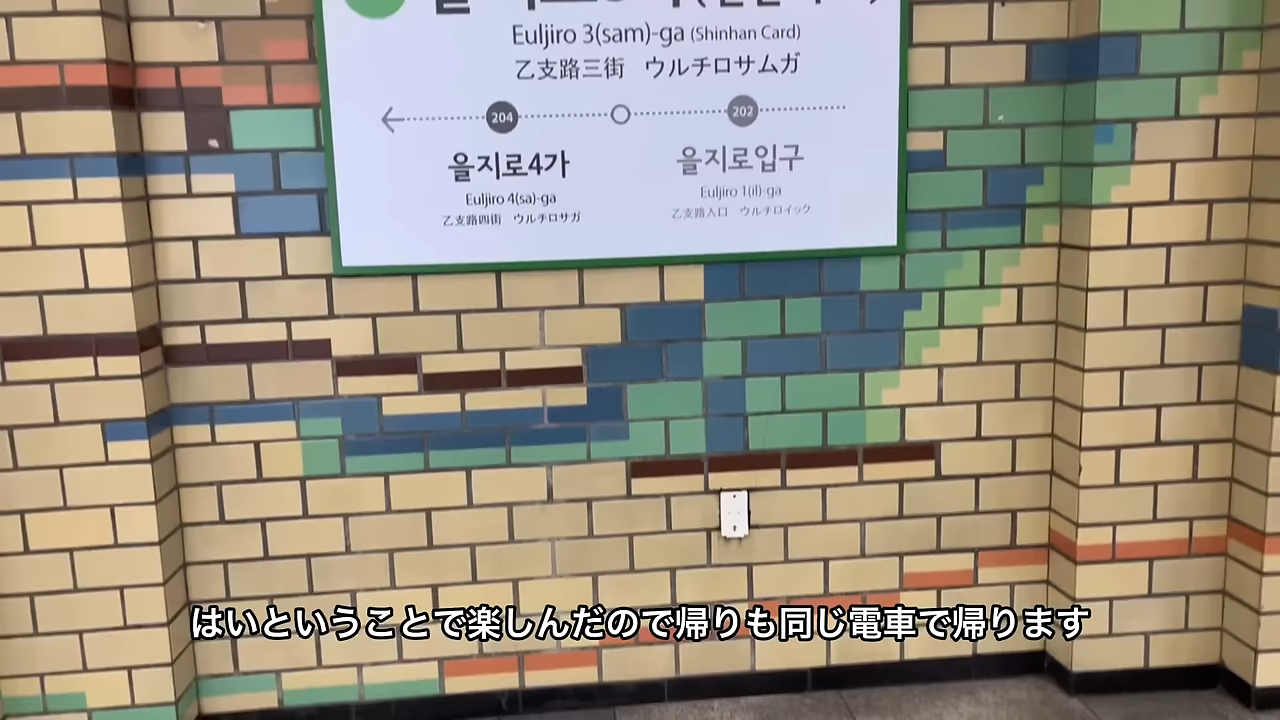 Euljiro 3(sam)-ga (Shinhan Card)
乙支路三街 ウルチロサムガ
204
202
을지로4가
을지로입구
Euljiro 4(sa)-ga
Euljiro 1(il)-ga
乙支路四街 ウルチロサガ
乙支路入口 ウルチロイック
はいということで楽しんだので帰りも同じ電車で帰ります